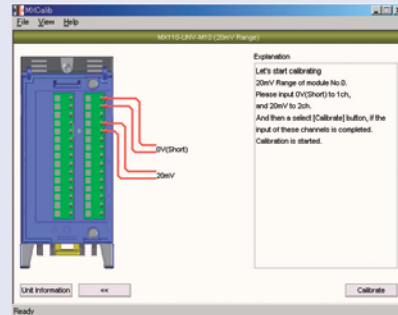 MXCalib
File View Help
MX110-UNV-M10 (20mV Range)
Explanation
Let's start calibrating
20mV Range of module No.0.
Please input 0V(Short) to 1ch,
and 20mV to 2ch.
And then a select [Calibrate] button, if the
input of these channels is completed.
Calibration is started.
0V(Short)
20mV
Unit Information
<<
Calibrate
Ready